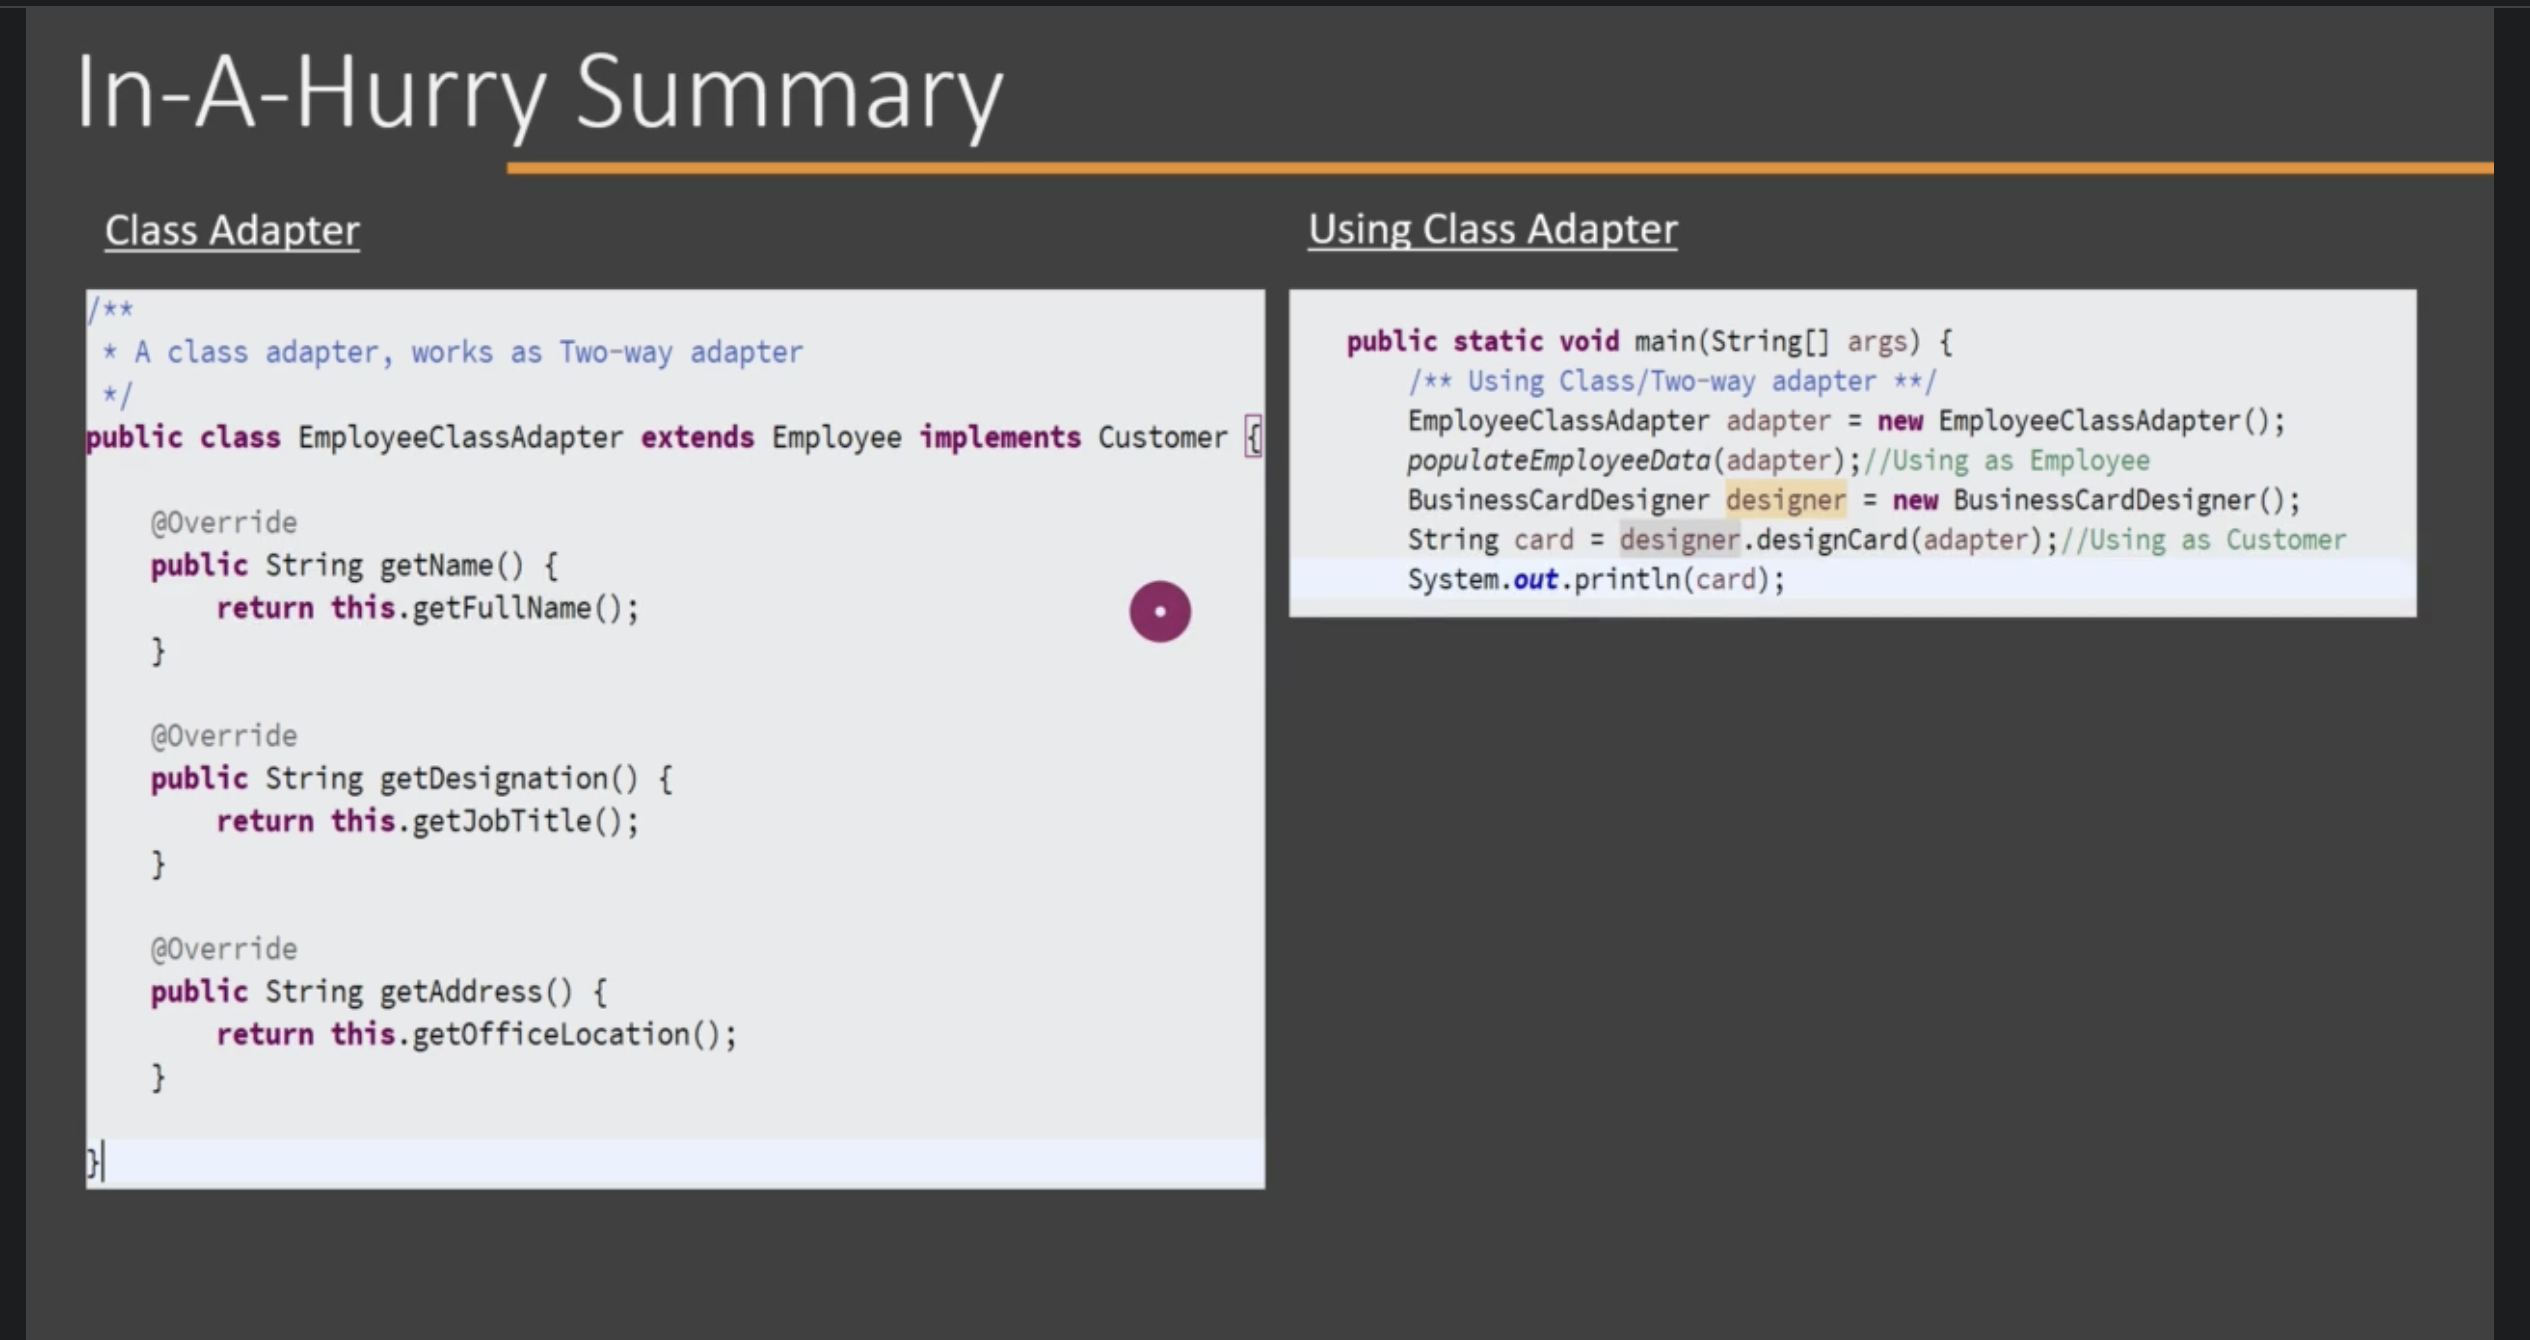 In-A-Hurry Summary
Class Adapter
/**
* A class adapter, works as Two-way adapter
*/
public class EmployeeClassAdapter extends Employee implements Customer {
@Override
public String getName() {
return this.getFullName();
}
@Override
public String getDesignation() {
return this.getJobTitle();
}
@Override
public String getAddress() {
return this.getOfficeLocation();
}
}
Using Class Adapter
public static void main(String[] args) {
/** Using Class/Two-way adapter **/
EmployeeClassAdapter adapter = new EmployeeClassAdapter();
populateEmployeeData(adapter);//Using as Employee
BusinessCardDesigner designer = new BusinessCardDesigner();
String card = designer.designCard(adapter);//Using as Customer
System.out.println(card);